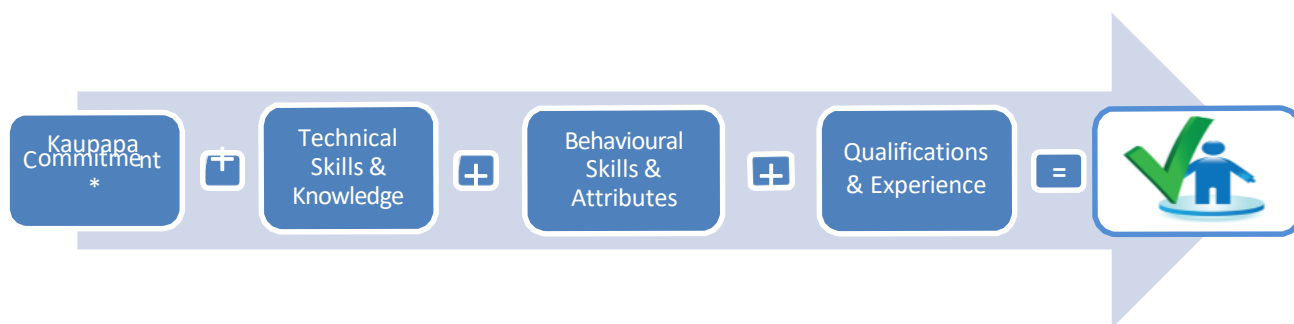 Kaupapa
Commitment
*
+
Technical
Skills &
Knowledge
+
Behavioural
Skills &
Attributes
+
Qualifications
& Experience
=